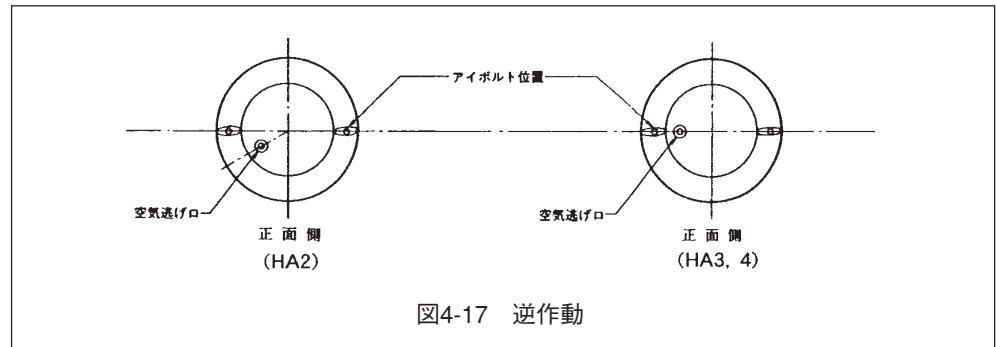 アイボルト位置
空気逃げ口
空気逃げ口
正面側
(HA2)
正面側
(HA3, 4)
図4-17 逆作動